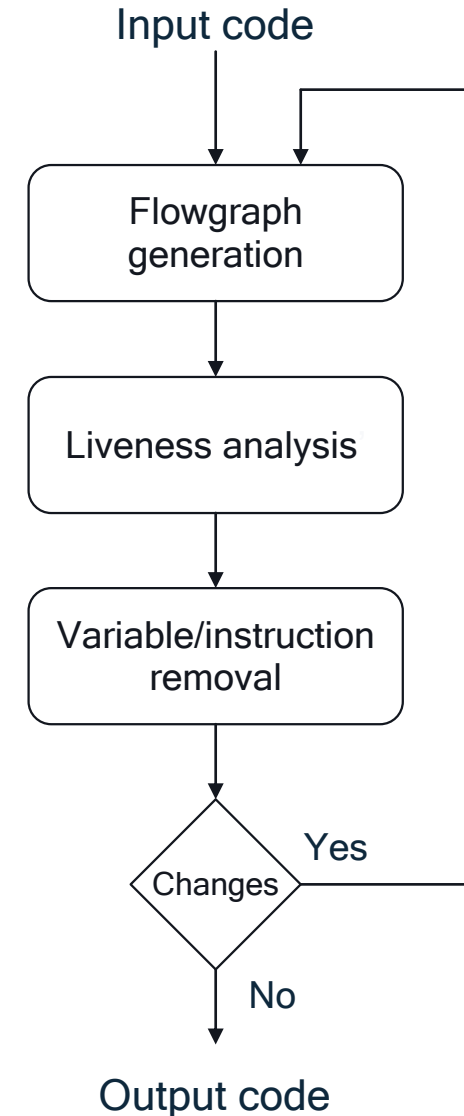 Input code
Flowgraph
generation
Liveness analysis
Variable/instruction
removal
Changes
Yes
No
Output code